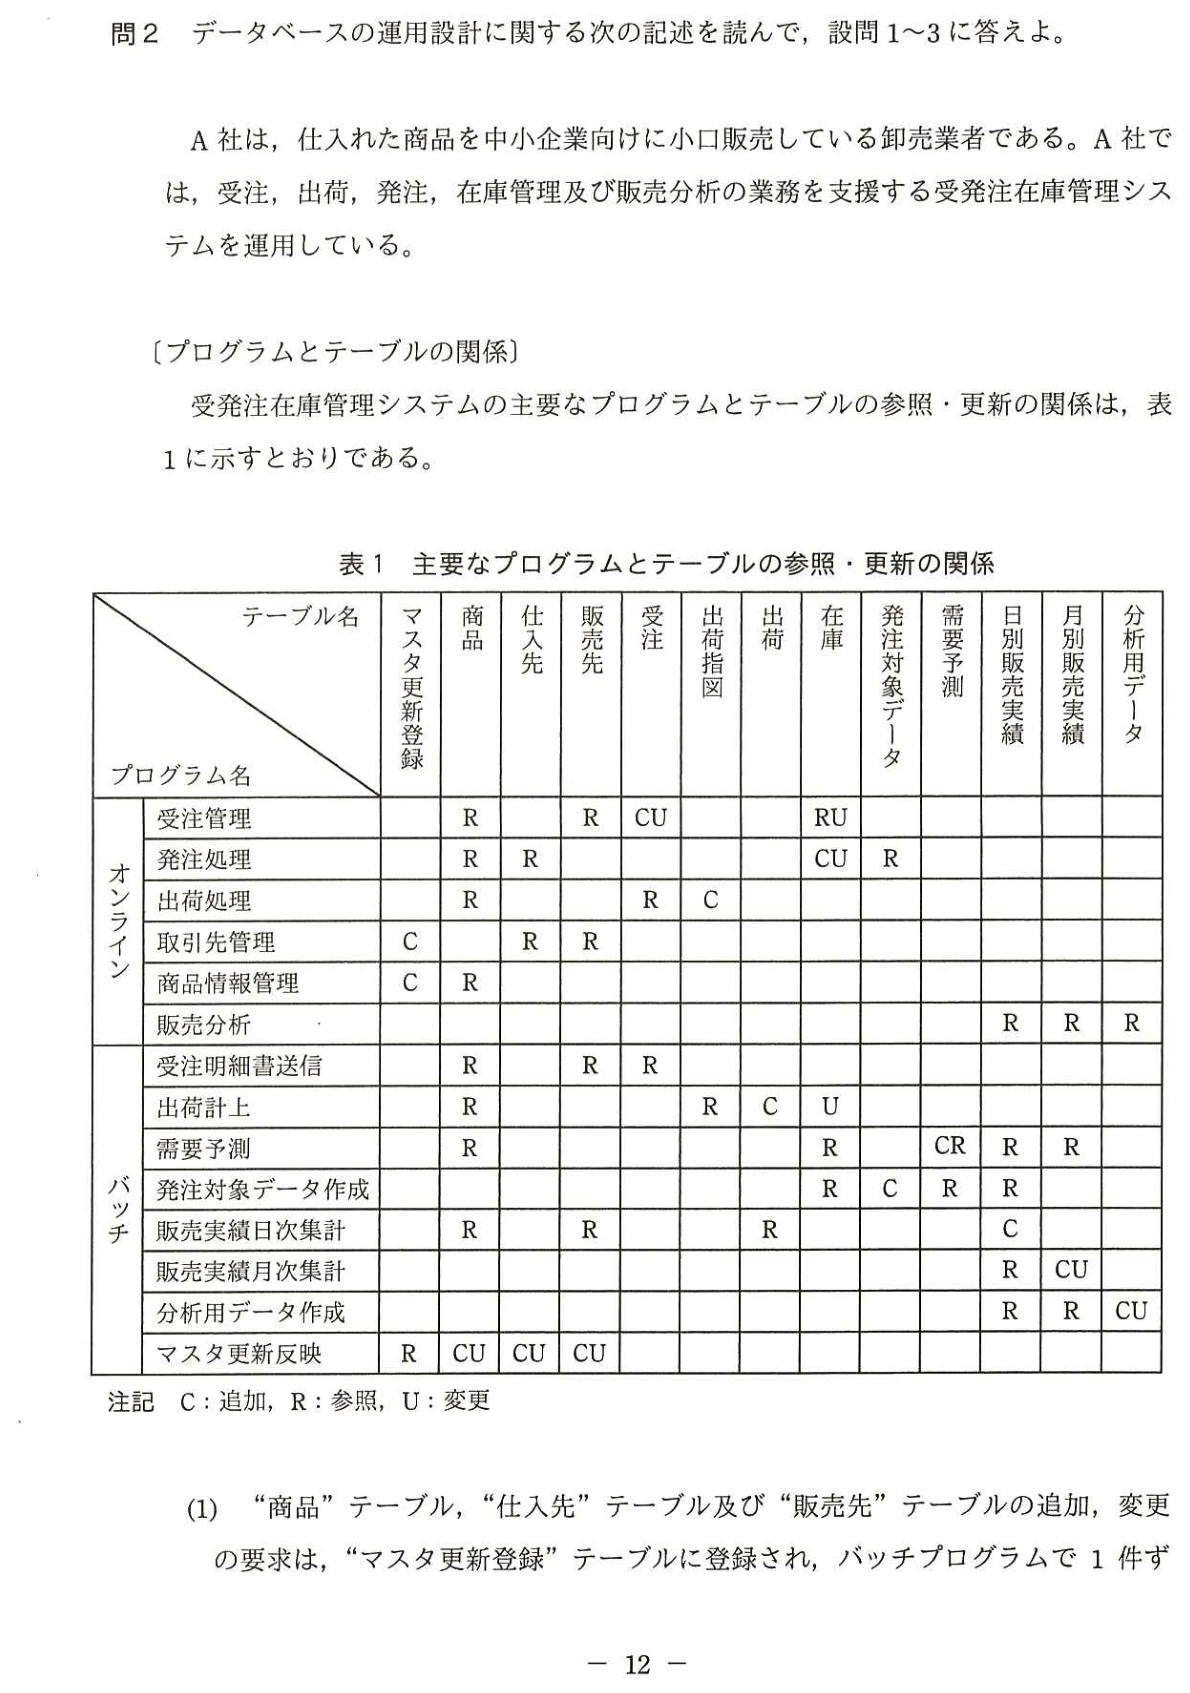 問2 データベースの運用設計に関する次の記述を読んで，設問1～3に答えよ。
A社は，仕入れた商品を中小企業向けに小口販売している卸売業者である。A社で
は，受注，出荷，発注，在庫管理及び販売分析の業務を支援する受発注在庫管理シス
テムを運用している。
〔プログラムとテーブルの関係〕
受発注在庫管理システムの主要なプログラムとテーブルの参照・更新の関係は，表
1に示すとおりである。
表1 主要なプログラムとテーブルの参照・更新の関係
テーブル名 マスタ更新登録 商品 仕入先 販売先 受注 出荷指図 出荷 在庫 発注対象データ 需要予測 日別販売実績 月別販売実績 分析用データ
プログラム名
オンライン
受注管理 R R CU RU
発注処理 R R CU R
出荷処理 R R C
取引先管理 C R R
商品情報管理 C R
販売分析 R R R
バッチ
受注明細書送信 R R R
出荷計上 R R C U
需要予測 R R CR R R
発注対象データ作成 R C R R
販売実績日次集計 R R R C
販売実績月次集計 R CU
分析用データ作成 R R CU
マスタ更新反映 R CU CU CU
注記 C：追加，R：参照，U：変更
(1) “商品”テーブル，“仕入先”テーブル及び“販売先”テーブルの追加，変更
の要求は，“マスタ更新登録”テーブルに登録され，バッチプログラムで1件ず
－ 12 －